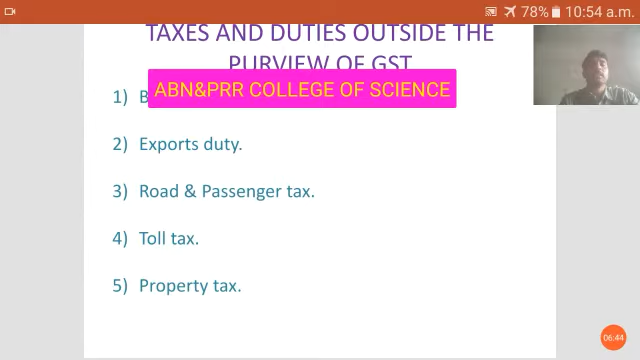 78% 10:54 a.m.
TAXES AND DUTIES OUTSIDE THE
PURVIEW OF GST
ABN&PRR COLLEGE OF SCIENCE
1) B
2) Exports duty.
3) Road & Passenger tax.
4) Toll tax.
5) Property tax.
06:44